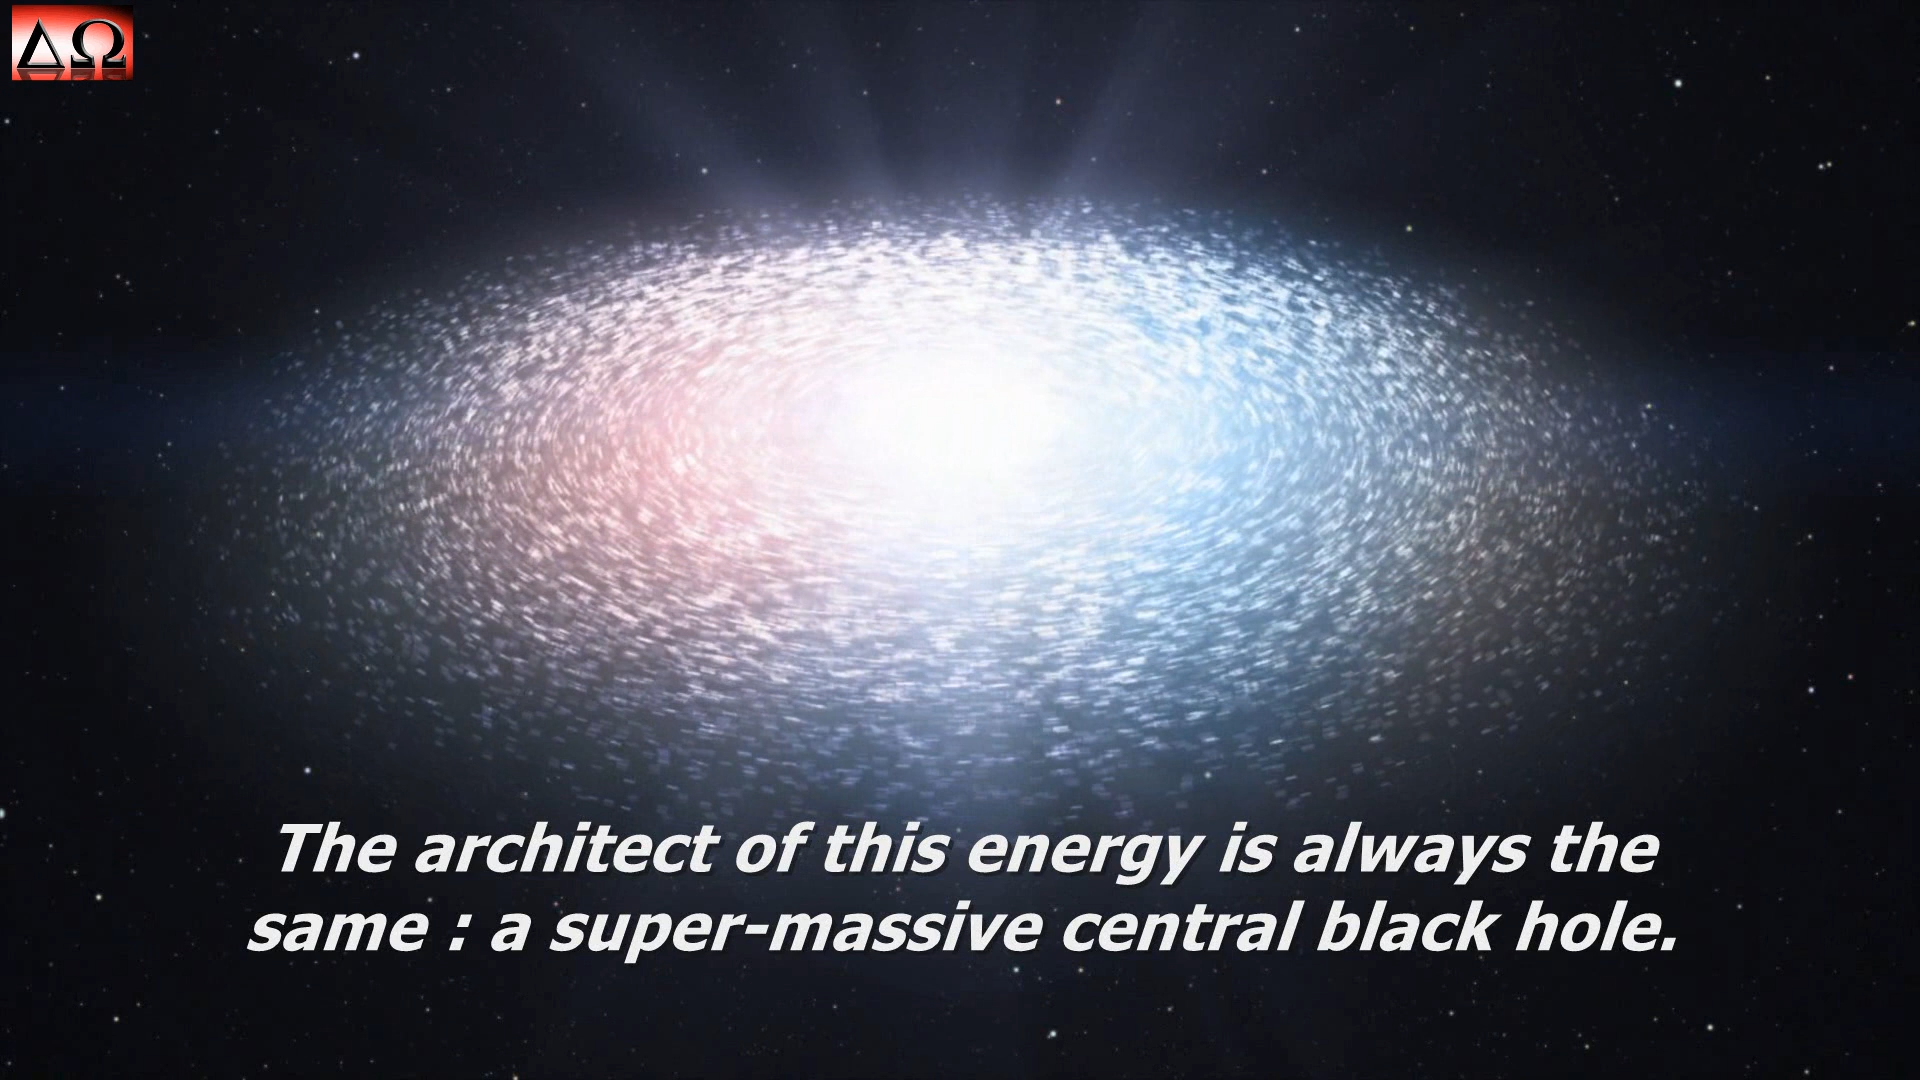 ΔΩ
The architect of this energy is always the
same : a super-massive central black hole.